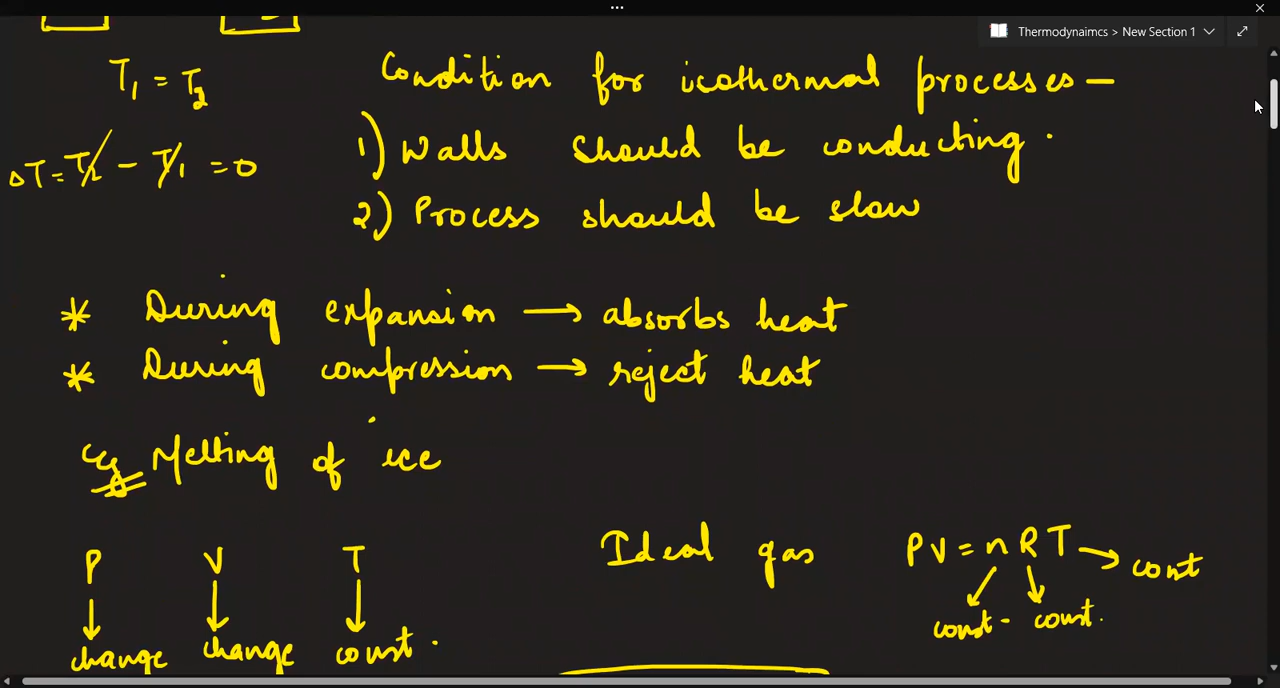 Thermodynaimcs > New Section 1
T1 = T2
Condition for isothermal processes —
1) Walls should be conducting.
ΔT = T2 - T1 = 0
2) Process should be slow
* During expansion → absorbs heat
* During compression → reject heat
eg Melting of ice
P V T
Ideal gas PV = nRT → cont
const. const.
change change const.